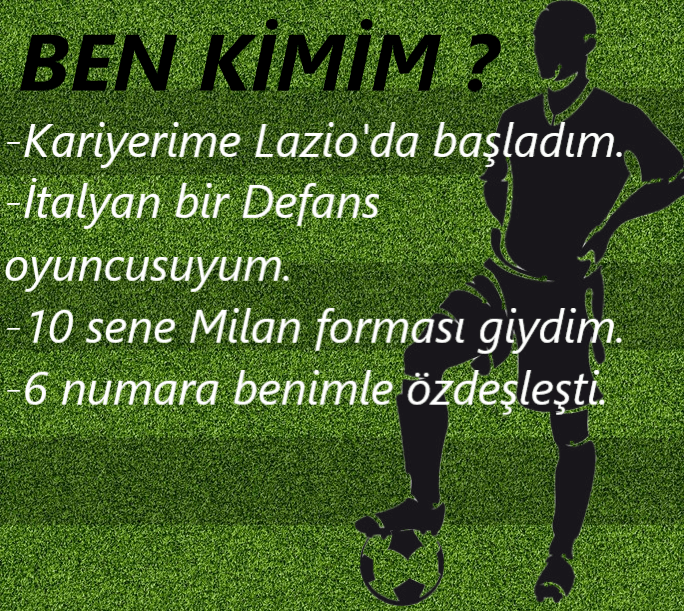 BEN KİMİM ?
-Kariyerime Lazio'da başladım.
-İtalyan bir Defans
oyuncusuyum.
-10 sene Milan forması giydim.
-6 numara benimle özdeşleşti.